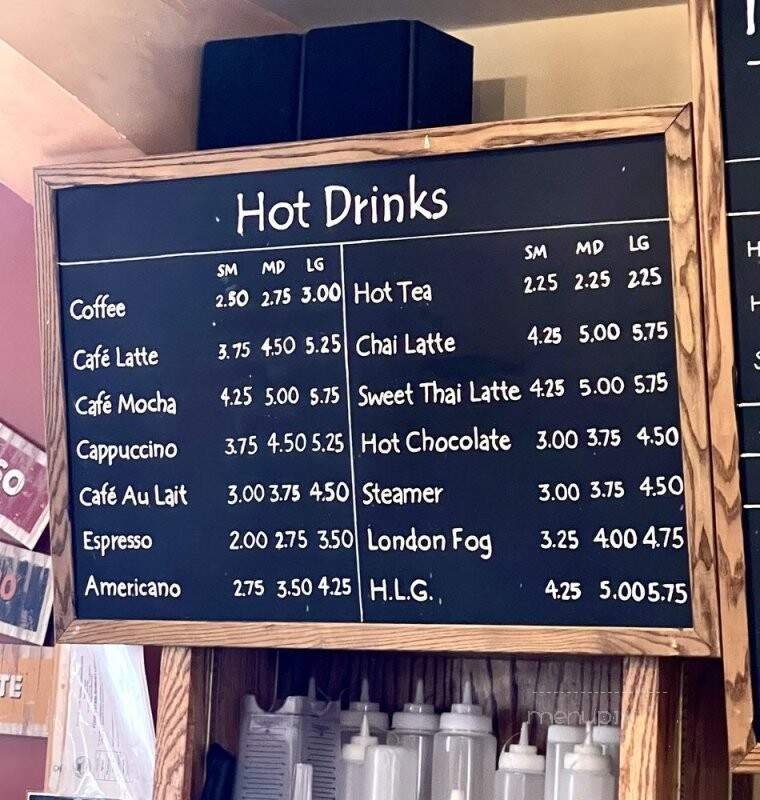 Hot Drinks
SM MD LG
Coffee 2.50 2.75 3.00
Café Latte 3.75 4.50 5.25
Café Mocha 4.25 5.00 5.75
Cappuccino 3.75 4.50 5.25
Café Au Lait 3.00 3.75 4.50
Espresso 2.00 2.75 3.50
Americano 2.75 3.50 4.25
SM MD LG
Hot Tea 2.25 2.25 2.25
Chai Latte 4.25 5.00 5.75
Sweet Thai Latte 4.25 5.00 5.75
Hot Chocolate 3.00 3.75 4.50
Steamer 3.00 3.75 4.50
London Fog 3.25 4.00 4.75
H.L.G. 4.25 5.00 5.75
SO
O
TE
menupix